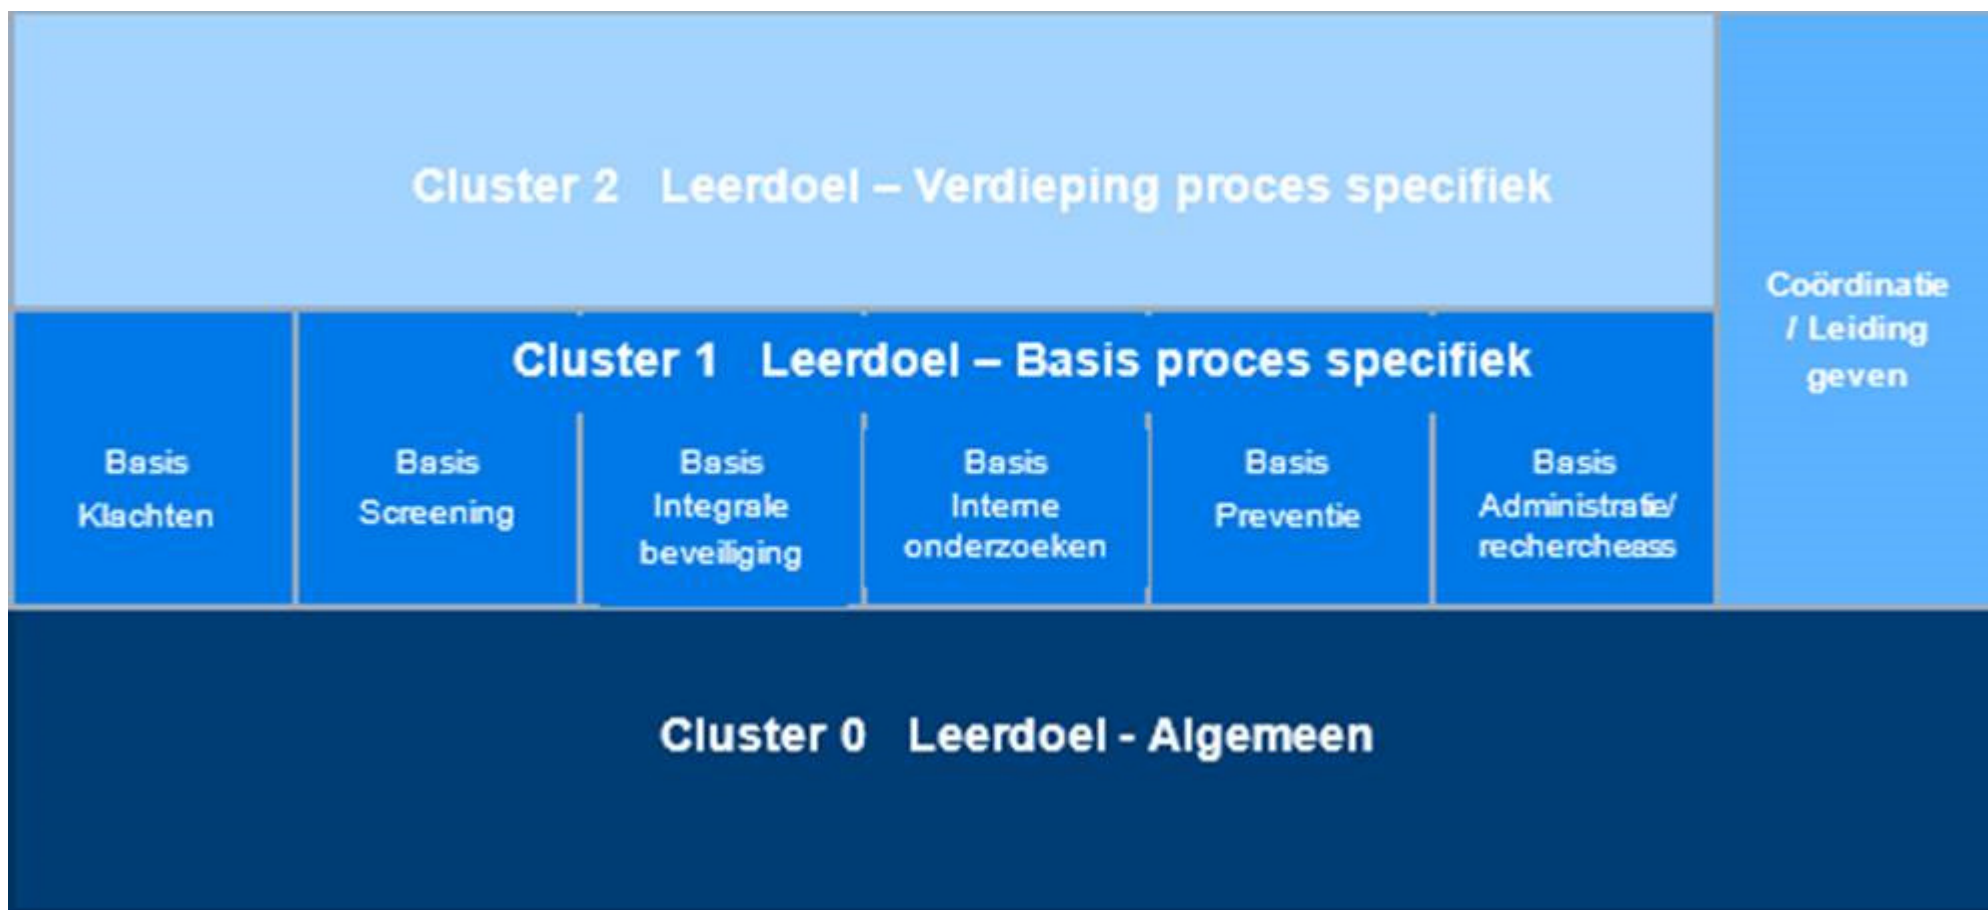 Cluster 2 Leerdoel – Verdieping proces specifiek
Coördinatie
/ Leiding
geven
Cluster 1 Leerdoel – Basis proces specifiek
Basis
Klachten
Basis
Screening
Basis
Integrale
beveiliging
Basis
Interne
onderzoeken
Basis
Preventie
Basis
Administratie/
rechercheass
Cluster 0 Leerdoel - Algemeen